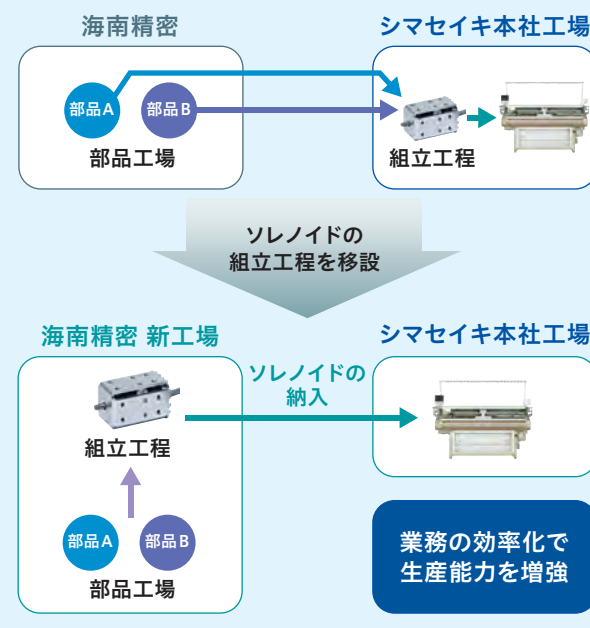 海南精密
シマセイキ本社工場
部品A
部品B
部品工場
組立工程
ソレノイドの
組立工程を移設
海南精密 新工場
シマセイキ本社工場
ソレノイドの
納入
組立工程
部品A
部品B
部品工場
業務の効率化で
生産能力を増強